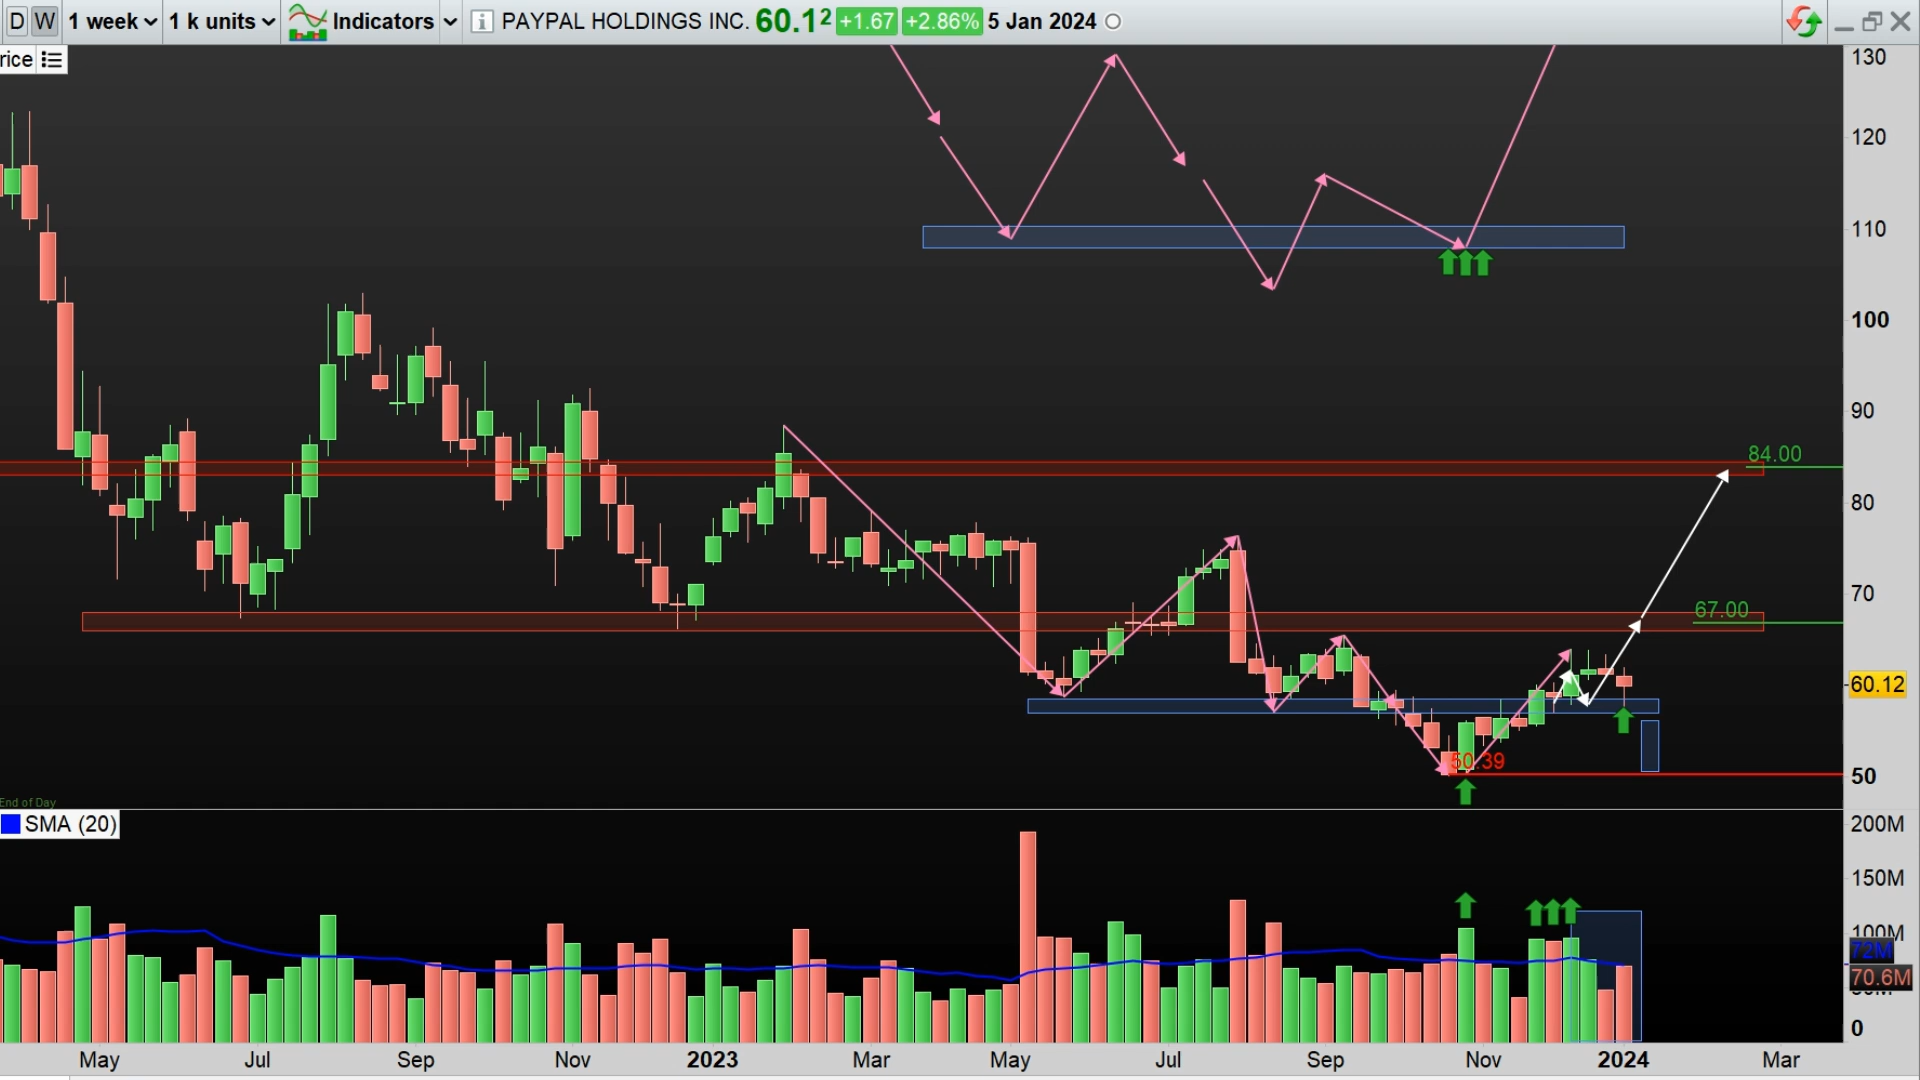 D W 1 week 1 k units Indicators i PAYPAL HOLDINGS INC. 60.12 +1.67 +2.86% 5 Jan 2024
rice
130
120
110
100
90
84.00
80
70
67.00
60.12
50.39
50
End of Day
SMA (20)
200M
150M
100M
72M
70.6M
0
May Jul Sep Nov 2023 Mar May Jul Sep Nov 2024 Mar